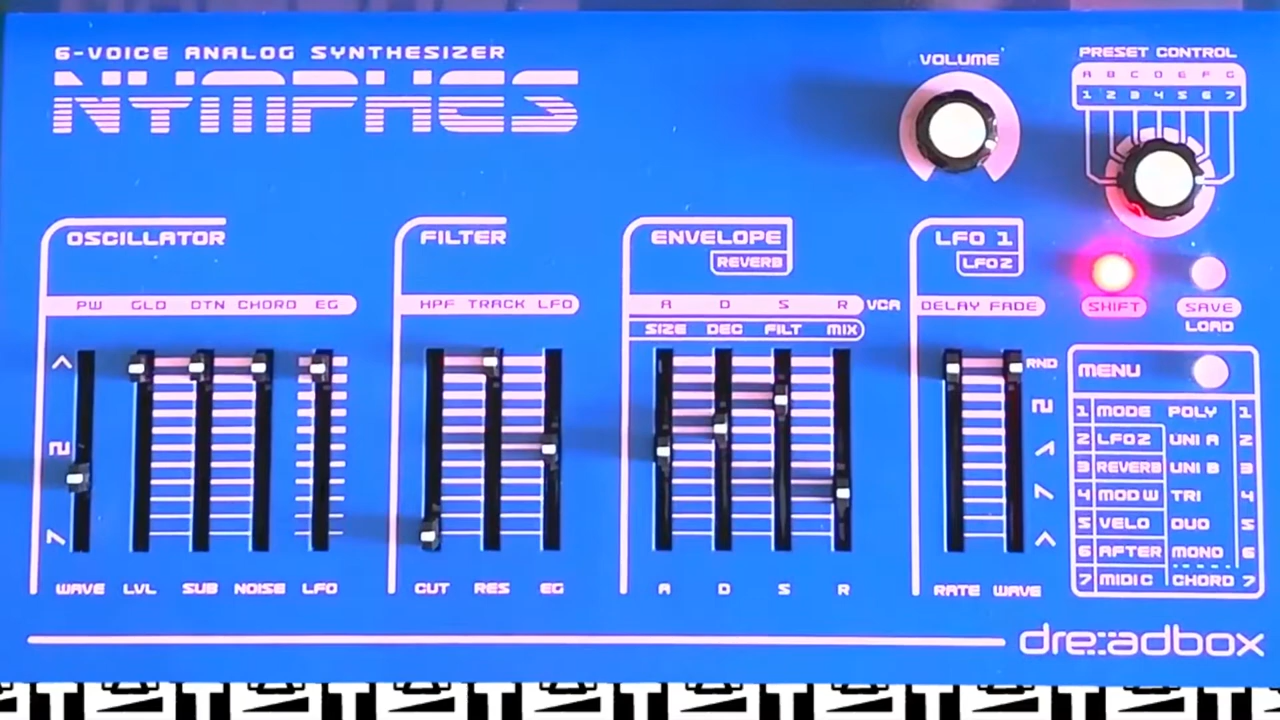 6-VOICE ANALOG SYNTHESIZER
NYMPHES
VOLUME
PRESET CONTROL
A B C D E F G
1 2 3 4 5 6 7
OSCILLATOR
FILTER
ENVELOPE
REVERB
LFO 1
LFO2
PW GLD DTN CHORD EG
HPF TRACK LFO
A D S R VCA
SIZE DEC FILT MIX
DELAY FADE
SHIFT
SAVE
LOAD
RND
MENU
1 MODE POLY 1
2 LFO2 UNI A 2
3 REVERB UNI B 3
4 MOD W TRI 4
5 VELO DUO 5
6 AFTER MONO 6
7 MIDI C CHORD 7
WAVE LVL SUB NOISE LFO
CUT RES EG
A D S R
RATE WAVE
dre::adbox